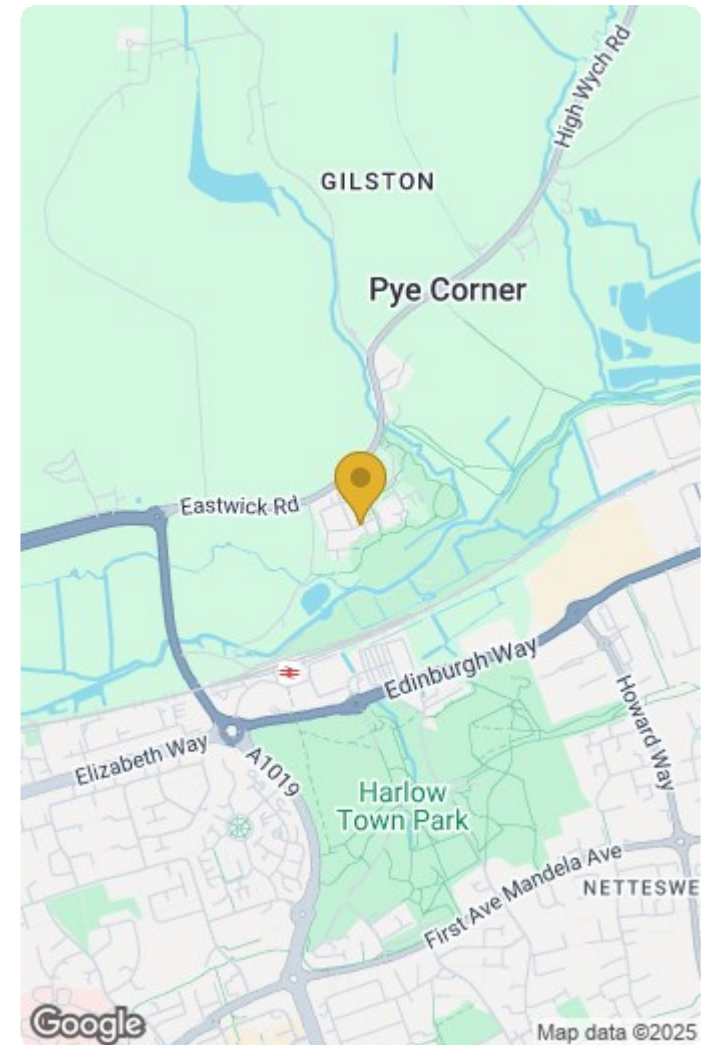 High Wych Rd
GILSTON
Pye Corner
Eastwick Rd
Edinburgh Way
Howard Way
Elizabeth Way
A1019
Harlow
Town Park
First Ave Mandela Ave
NETTESWE
Google
Map data ©2025